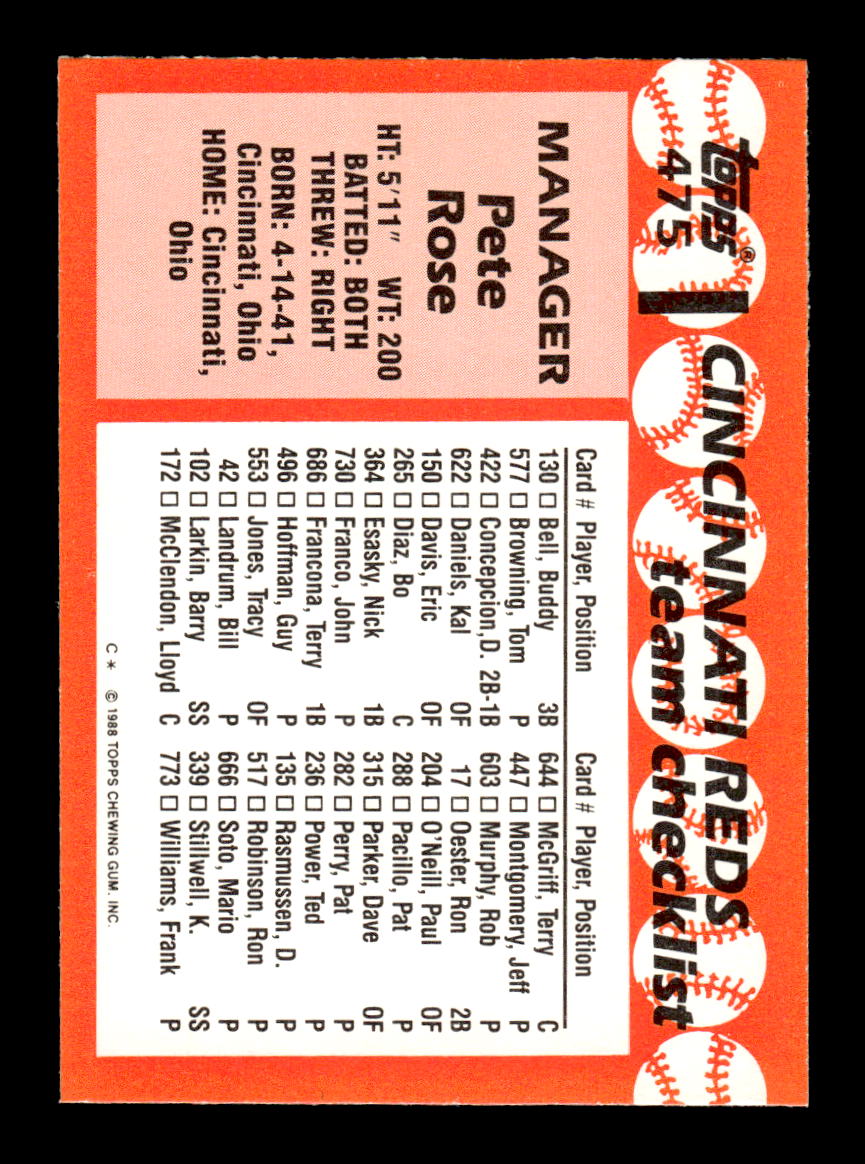 topps®
475
CINCINNATI REDS
team checklist
MANAGER
Pete
Rose
HT: 5'11" WT: 200
BATTED: BOTH
THREW: RIGHT
BORN: 4-14-41,
Cincinnati, Ohio
HOME: Cincinnati,
Ohio
Card # Player, Position
130 □ Bell, Buddy 3B
577 □ Browning, Tom P
422 □ Concepcion, D. 2B-1B
622 □ Daniels, Kal OF
150 □ Davis, Eric OF
265 □ Diaz, Bo C
364 □ Esasky, Nick 1B
730 □ Franco, John P
686 □ Francona, Terry 1B
496 □ Hoffman, Guy P
553 □ Jones, Tracy OF
42 □ Landrum, Bill P
102 □ Larkin, Barry SS
172 □ McClendon, Lloyd C
Card # Player, Position
644 □ McGriff, Terry C
447 □ Montgomery, Jeff P
603 □ Murphy, Rob P
17 □ Oester, Ron 2B
204 □ O'Neill, Paul OF
288 □ Pacillo, Pat P
315 □ Parker, Dave OF
282 □ Perry, Pat P
236 □ Power, Ted P
135 □ Rasmussen, D. P
517 □ Robinson, Ron P
666 □ Soto, Mario P
339 □ Stillwell, K. SS
773 □ Williams, Frank P
C* © 1988 TOPPS CHEWING GUM, INC.